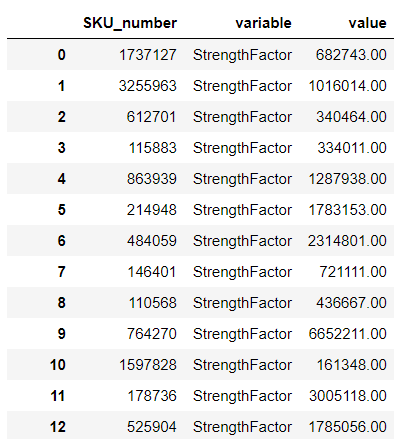 SKU_number variable value
0 1737127 StrengthFactor 682743.00
1 3255963 StrengthFactor 1016014.00
2 612701 StrengthFactor 340464.00
3 115883 StrengthFactor 334011.00
4 863939 StrengthFactor 1287938.00
5 214948 StrengthFactor 1783153.00
6 484059 StrengthFactor 2314801.00
7 146401 StrengthFactor 721111.00
8 110568 StrengthFactor 436667.00
9 764270 StrengthFactor 6652211.00
10 1597828 StrengthFactor 161348.00
11 178736 StrengthFactor 3005118.00
12 525904 StrengthFactor 1785056.00